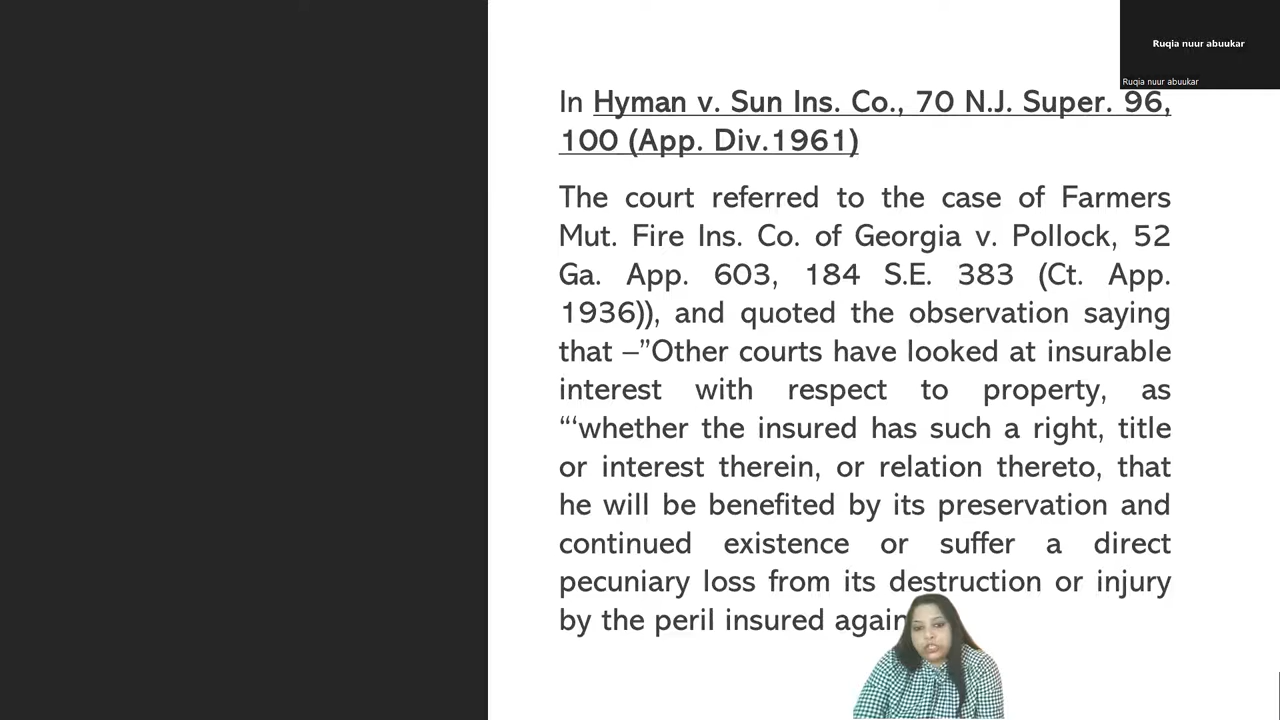 Ruqia nuur abuukar
Ruqia nuur abuukar
In Hyman v. Sun Ins. Co., 70 N.J. Super. 96,
100 (App. Div.1961)
The court referred to the case of Farmers
Mut. Fire Ins. Co. of Georgia v. Pollock, 52
Ga. App. 603, 184 S.E. 383 (Ct. App.
1936)), and quoted the observation saying
that –”Other courts have looked at insurable
interest with respect to property, as
“‘whether the insured has such a right, title
or interest therein, or relation thereto, that
he will be benefited by its preservation and
continued existence or suffer a direct
pecuniary loss from its destruction or injury
by the peril insured again